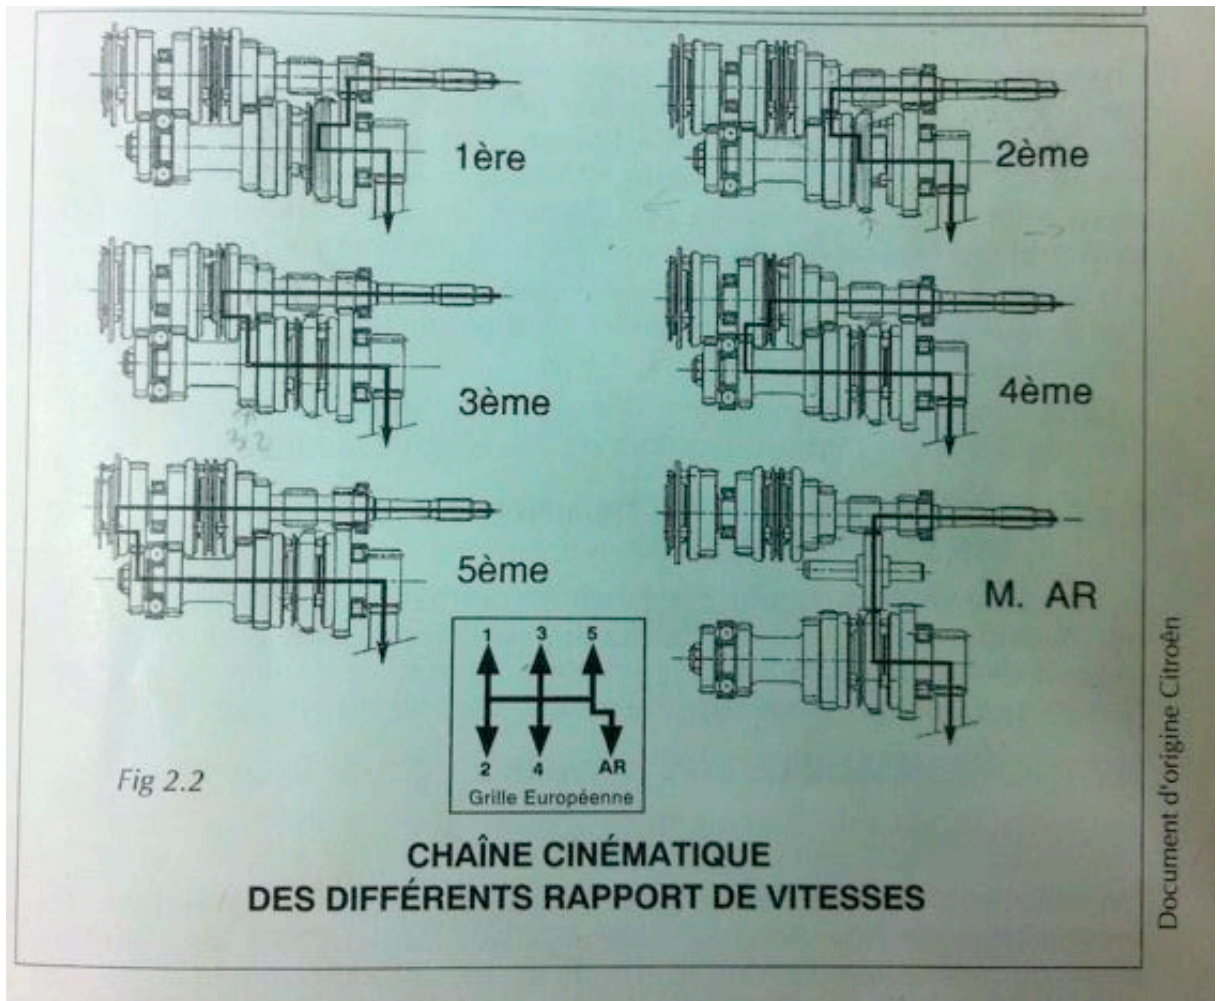 1ère
2ème
3ème
32
4ème
5ème
M. AR
1 3 5
2 4 AR
Grille Européenne
Fig 2.2
CHAÎNE CINÉMATIQUE
DES DIFFÉRENTS RAPPORT DE VITESSES
Document d'origine Citroën